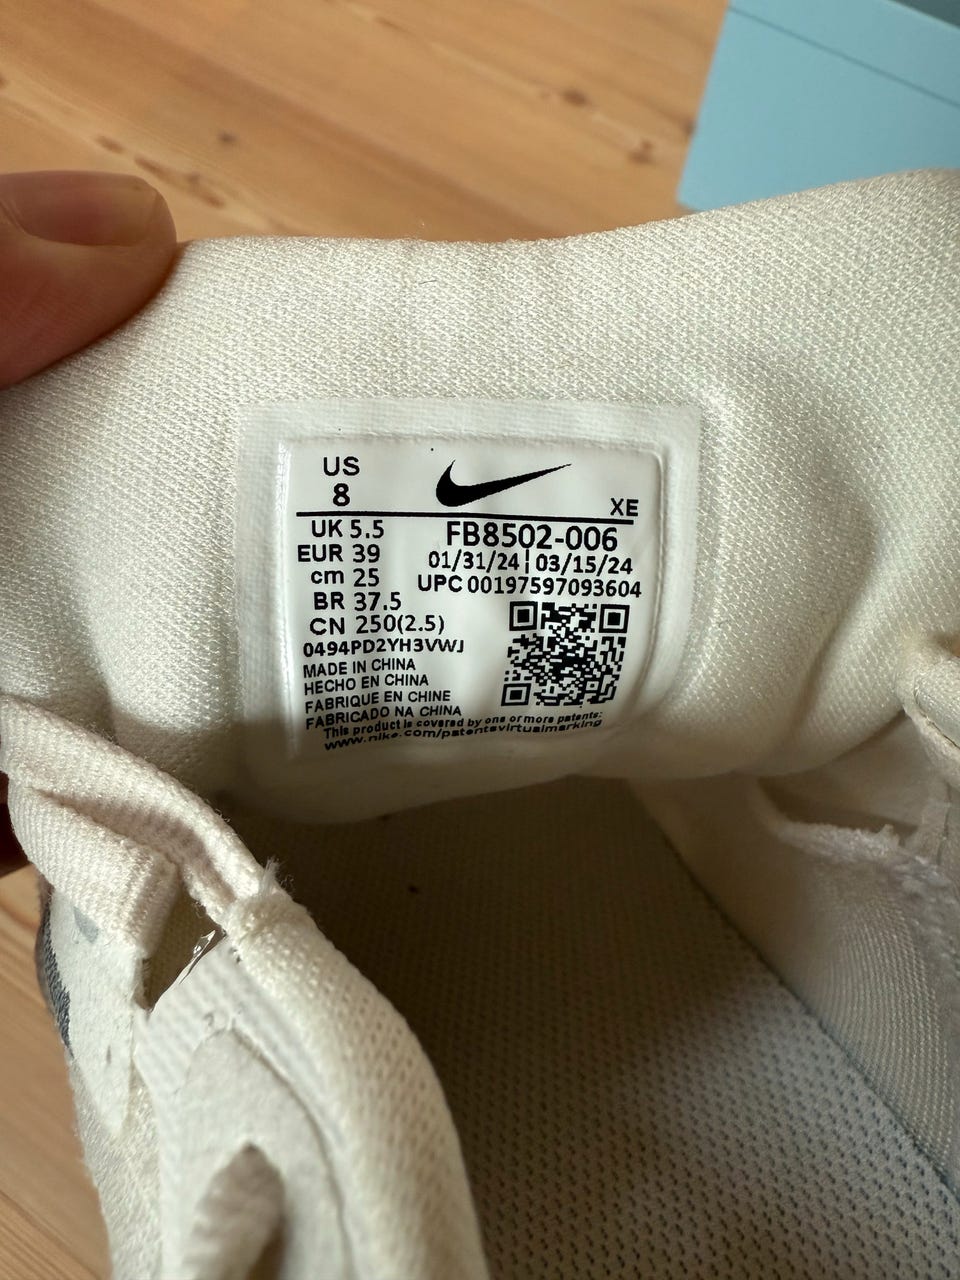 US
8
XE
UK 5.5
EUR 39
cm 25
BR 37.5
CN 250(2.5)
FB8502-006
01/31/24 | 03/15/24
UPC 00197597093604
0494PD2YH3VWJ
MADE IN CHINA
HECHO EN CHINA
FABRIQUE EN CHINE
FABRICADO NA CHINA
This product is covered by one or more patents:
www.nike.com/patentsvirtualmarking